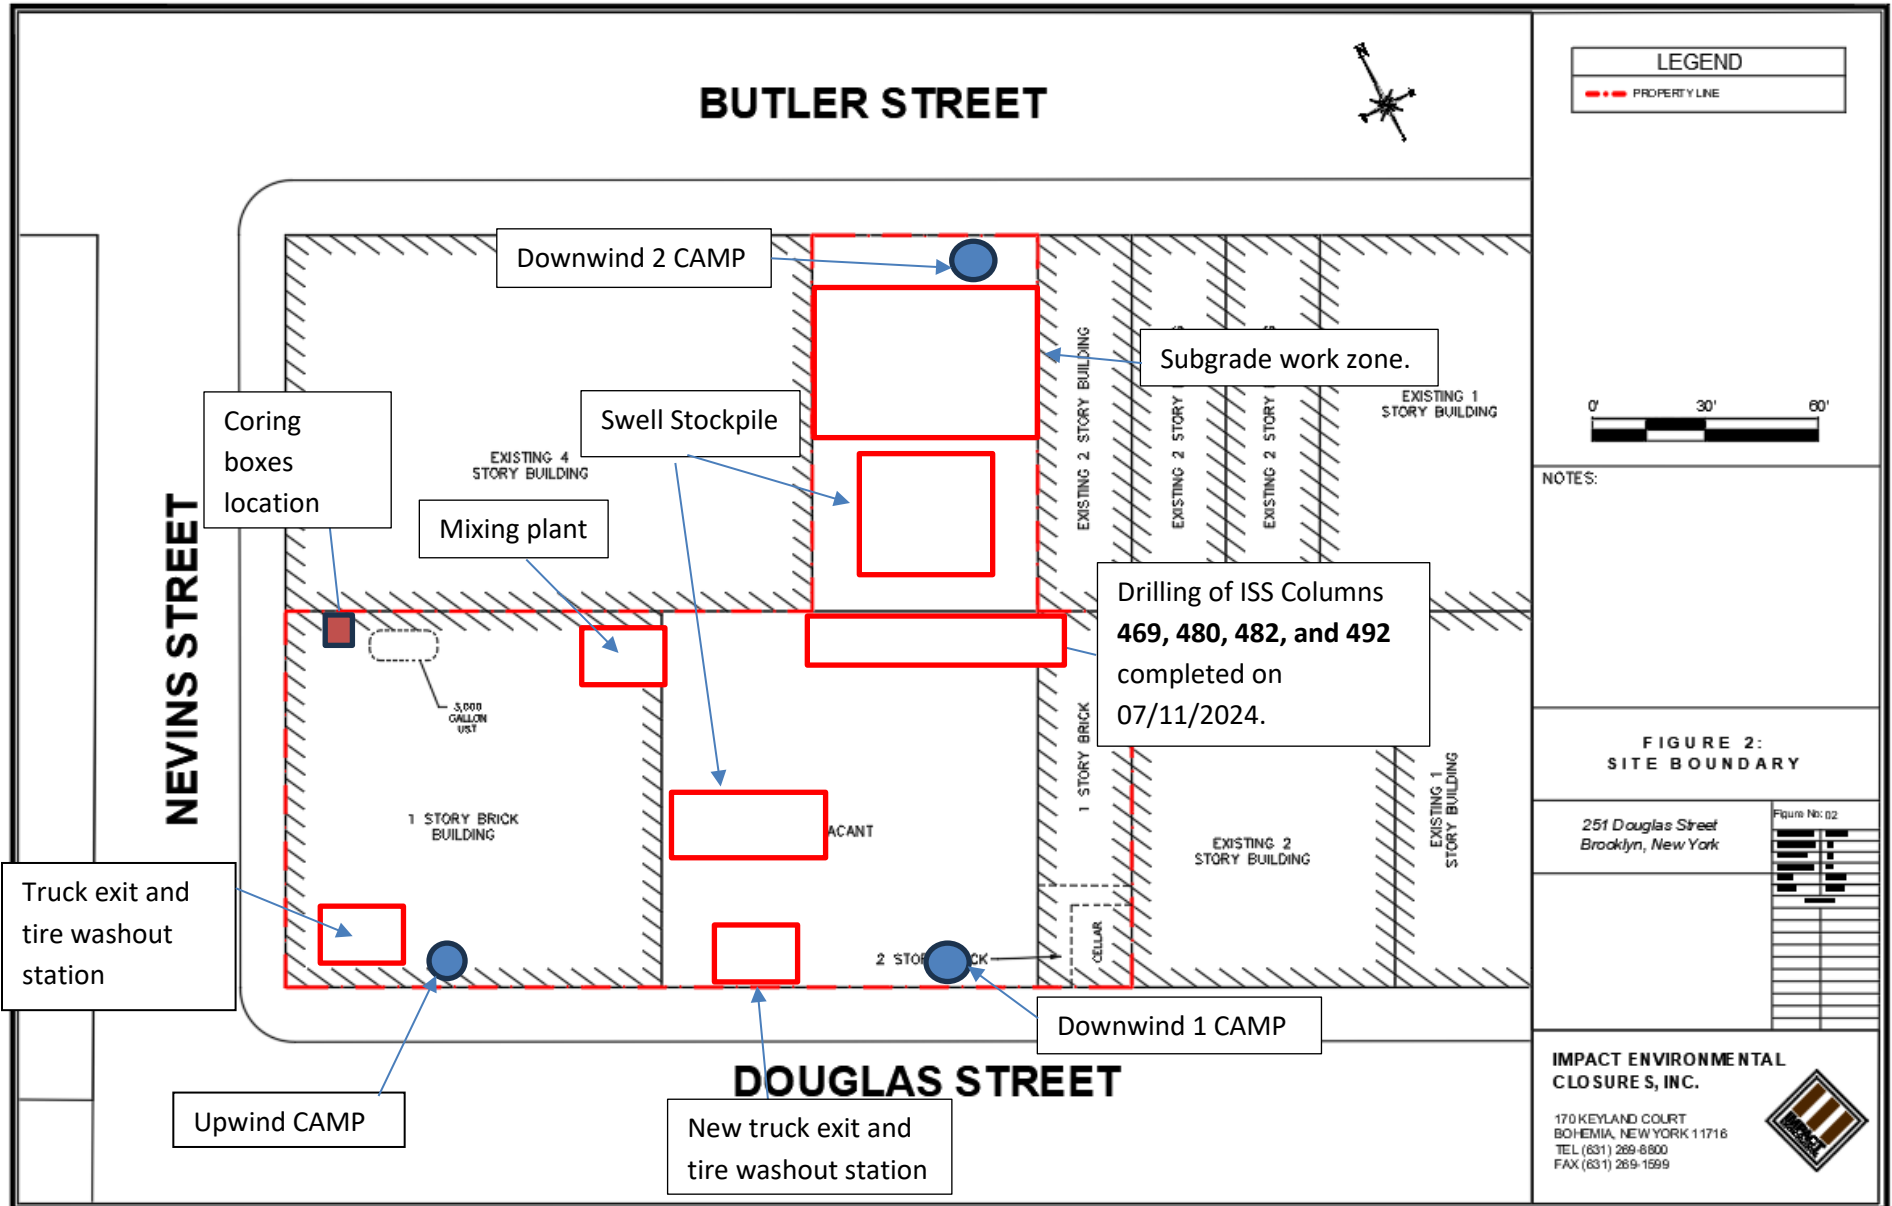 BUTLER STREET
N
LEGEND
PROPERTY LINE
Downwind 2 CAMP
Subgrade work zone.
EXISTING 2 STORY BUILDING
EXISTING 2 STORY
EXISTING 2 STORY
EXISTING 1
STORY BUILDING
0' 30' 60'
NOTES:
Coring
boxes
location
Swell Stockpile
EXISTING 4
STORY BUILDING
Mixing plant
NEVINS STREET
Drilling of ISS Columns
469, 480, 482, and 492
completed on
07/11/2024.
GALLON
UST
1 STORY BRICK
1 STORY BRICK
BUILDING
ACANT
EXISTING 2
STORY BUILDING
EXISTING 1
STORY BUILDING
FIGURE 2:
SITE BOUNDARY
251 Douglas Street
Brooklyn, New York
Figure No: 02
Truck exit and
tire washout
station
2 STO CK
CELLAR
Downwind 1 CAMP
DOUGLAS STREET
Upwind CAMP
New truck exit and
tire washout station
IMPACT ENVIRONMENTAL
CLOSURES, INC.
170 KEYLAND COURT
BOHEMIA, NEW YORK 11716
TEL (631) 269-8800
FAX (631) 269-1599
IMPACT